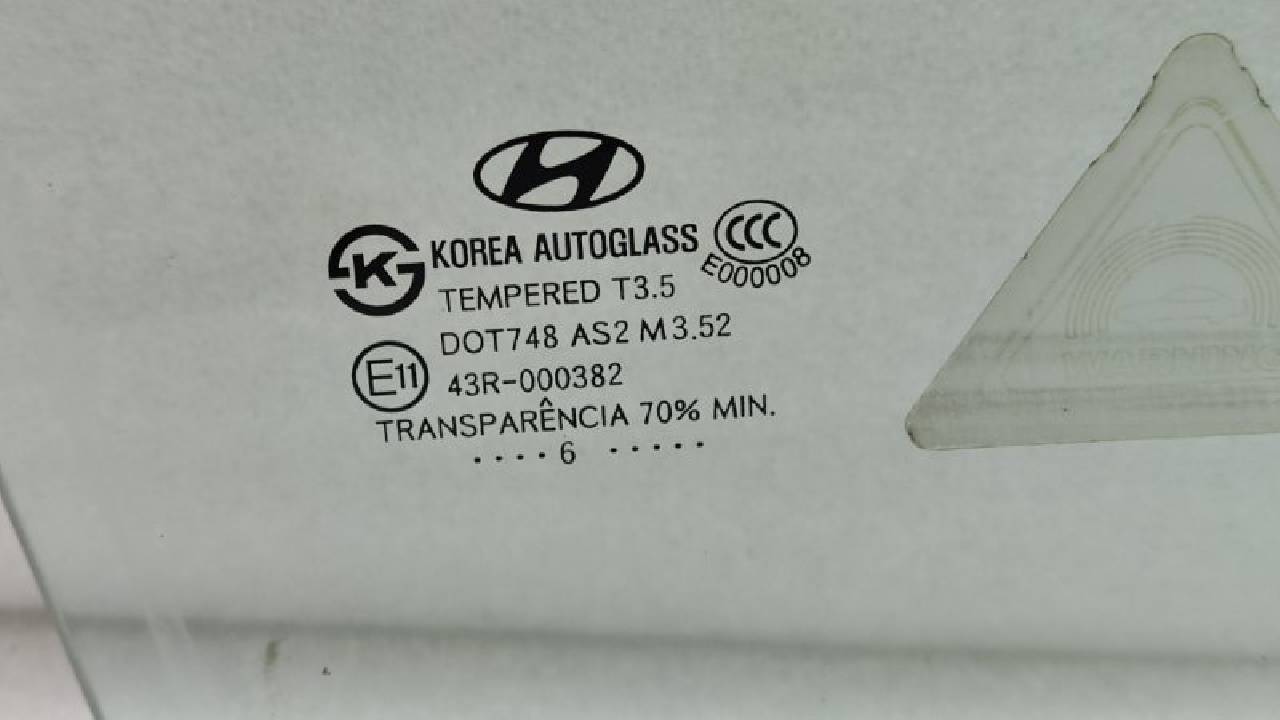 KOREA AUTOGLASS
CCC
E000008
K
TEMPERED T3.5
DOT748 AS2 M3.52
E11
43R-000382
TRANSPARÊNCIA 70% MIN.
....6 .....